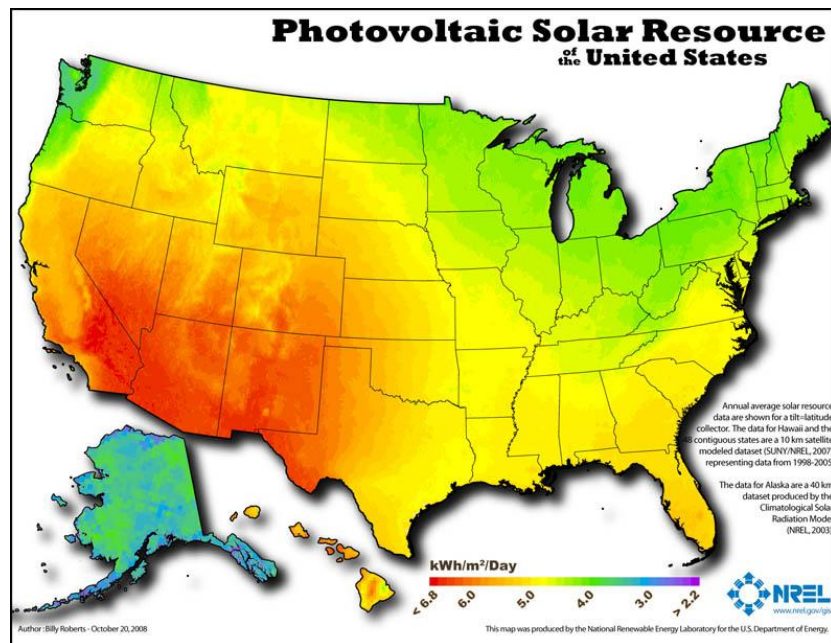 Photovoltaic Solar Resource
of the United States
Annual average solar resource
data are shown for a tilt=latitude
collector. The data for Hawaii and the
48 contiguous states are a 10 km satellite
modeled dataset (SUNY/NREL, 2007)
representing data from 1998-2005.
The data for Alaska are a 40 km
dataset produced by the
Climatological Solar
Radiation Model
(NREL, 2003).
kWh/m²/Day
< 6.8 6.0 5.0 4.0 3.0 > 2.2
NREL
www.nrel.gov/gis
Author : Billy Roberts - October 20, 2008
This map was produced by the National Renewable Energy Laboratory for the U.S. Department of Energy.